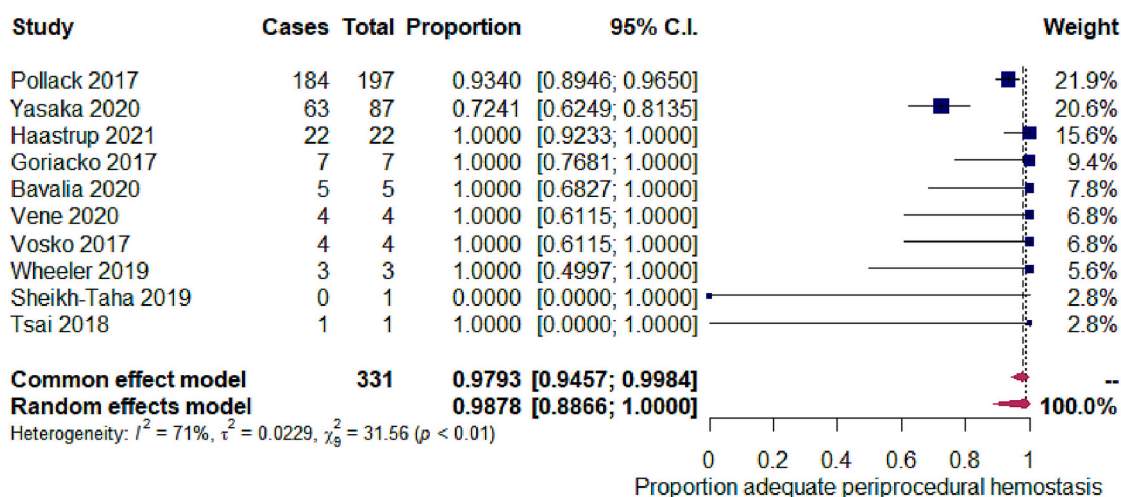 Study Cases Total Proportion 95% C.I. Weight
Pollack 2017 184 197 0.9340 [0.8946; 0.9650] 21.9%
Yasaka 2020 63 87 0.7241 [0.6249; 0.8135] 20.6%
Haastrup 2021 22 22 1.0000 [0.9233; 1.0000] 15.6%
Goriacko 2017 7 7 1.0000 [0.7681; 1.0000] 9.4%
Bavalia 2020 5 5 1.0000 [0.6827; 1.0000] 7.8%
Vene 2020 4 4 1.0000 [0.6115; 1.0000] 6.8%
Vosko 2017 4 4 1.0000 [0.6115; 1.0000] 6.8%
Wheeler 2019 3 3 1.0000 [0.4997; 1.0000] 5.6%
Sheikh-Taha 2019 0 1 0.0000 [0.0000; 1.0000] 2.8%
Tsai 2018 1 1 1.0000 [0.0000; 1.0000] 2.8%
Common effect model 331 0.9793 [0.9457; 0.9984] --
Random effects model 0.9878 [0.8866; 1.0000] 100.0%
Heterogeneity: I² = 71%, τ² = 0.0229, χ²₉ = 31.56 (p < 0.01)
0 0.2 0.4 0.6 0.8 1
Proportion adequate periprocedural hemostasis